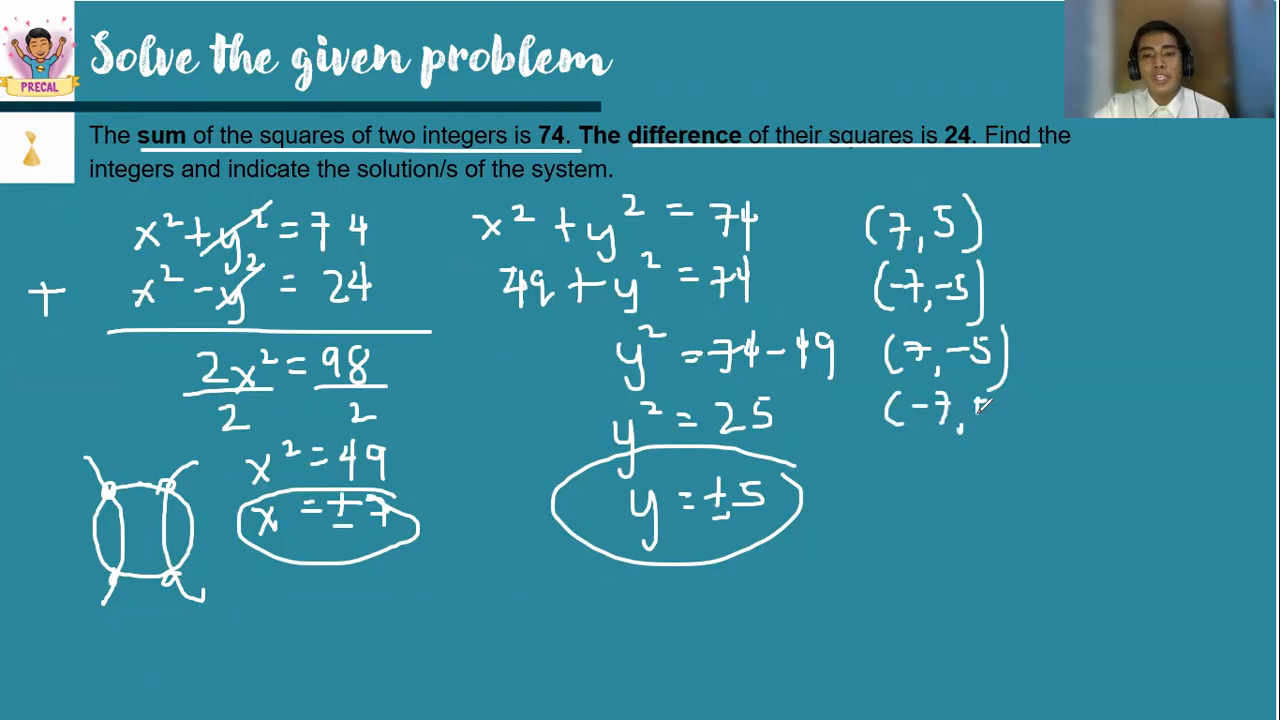 Solve the given problem
PRECAL
The sum of the squares of two integers is 74. The difference of their squares is 24. Find the
integers and indicate the solution/s of the system.
x² + y² = 74
+ x² - y² = 24
2x² = 98
2 2
x² = 49
x = ±7
x² + y² = 74
49 + y² = 74
y² = 74 - 49
y² = 25
y = ±5
(7, 5)
(-7, -5)
(7, -5)
(-7,